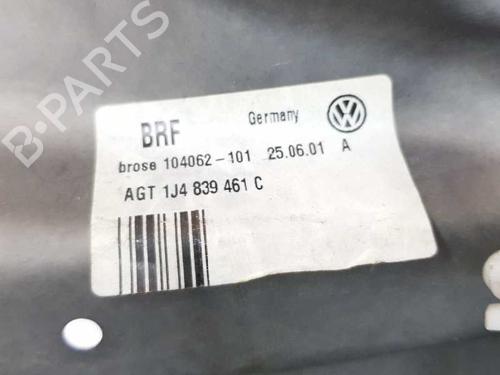 B-PARTS
BRF Germany
brose 104062-101 25.06.01 A
AGT 1J4 839 461 C